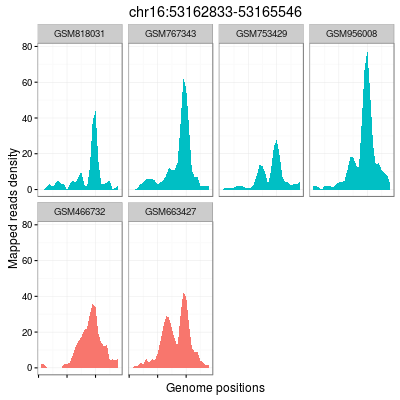 chr16:53162833-53165546
GSM818031 GSM767343 GSM753429 GSM956008
80
60
40
20
0
GSM466732 GSM663427
80
60
40
20
0
Mapped reads density
Genome positions